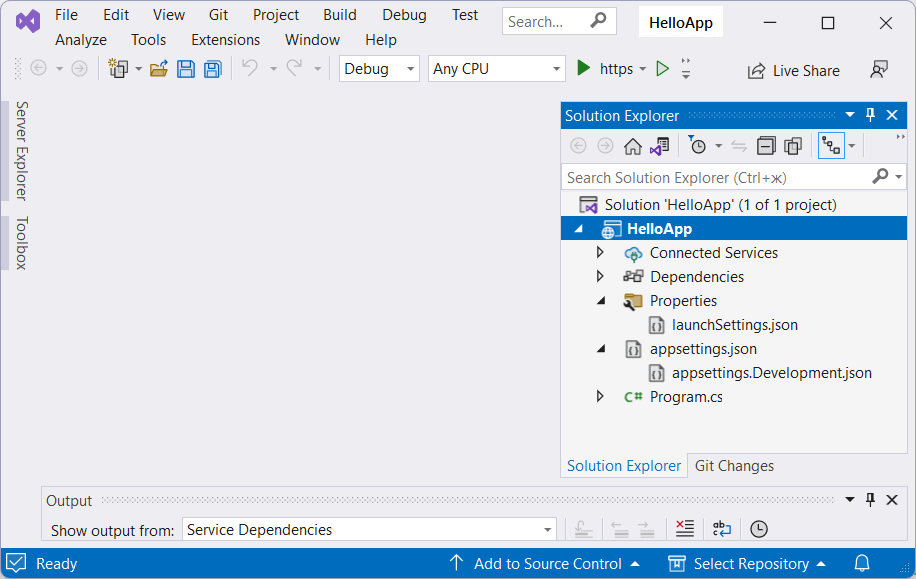 File Edit View Git Project Build Debug Test Search... HelloApp
Analyze Tools Extensions Window Help
Debug Any CPU https Live Share
Server Explorer
Toolbox
Solution Explorer
Search Solution Explorer (Ctrl+ж)
Solution 'HelloApp' (1 of 1 project)
HelloApp
Connected Services
Dependencies
Properties
launchSettings.json
appsettings.json
appsettings.Development.json
C# Program.cs
Solution Explorer Git Changes
Output
Show output from: Service Dependencies
Ready Add to Source Control Select Repository